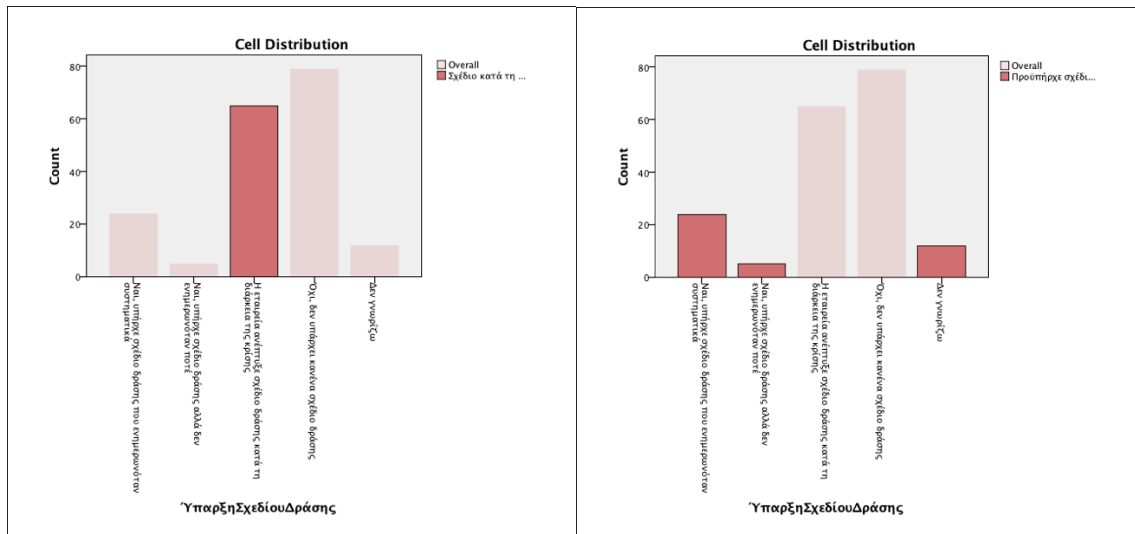 Cell Distribution
Overall
Σχέδιο κατά τη ...
80
60
40
20
0
Count
Ναι, υπήρχε σχέδιο δράσης που ενημερωνόταν
συστηματικά
Ναι, υπήρχε σχέδιο δράσης αλλά δεν
ενημερωνόταν ποτέ
Η εταιρεία ανέπτυξε σχέδιο δράσης κατά τη
διάρκεια της κρίσης
Όχι, δεν υπάρχει κανένα σχέδιο δράσης
Δεν γνωρίζω
ΎπαρξηΣχεδίουΔράσης
Cell Distribution
Overall
Προϋπήρχε σχέδι...
80
60
40
20
0
Count
Ναι, υπήρχε σχέδιο δράσης που ενημερωνόταν
συστηματικά
Ναι, υπήρχε σχέδιο δράσης αλλά δεν
ενημερωνόταν ποτέ
Η εταιρεία ανέπτυξε σχέδιο δράσης κατά τη
διάρκεια της κρίσης
Όχι, δεν υπάρχει κανένα σχέδιο δράσης
Δεν γνωρίζω
ΎπαρξηΣχεδίουΔράσης